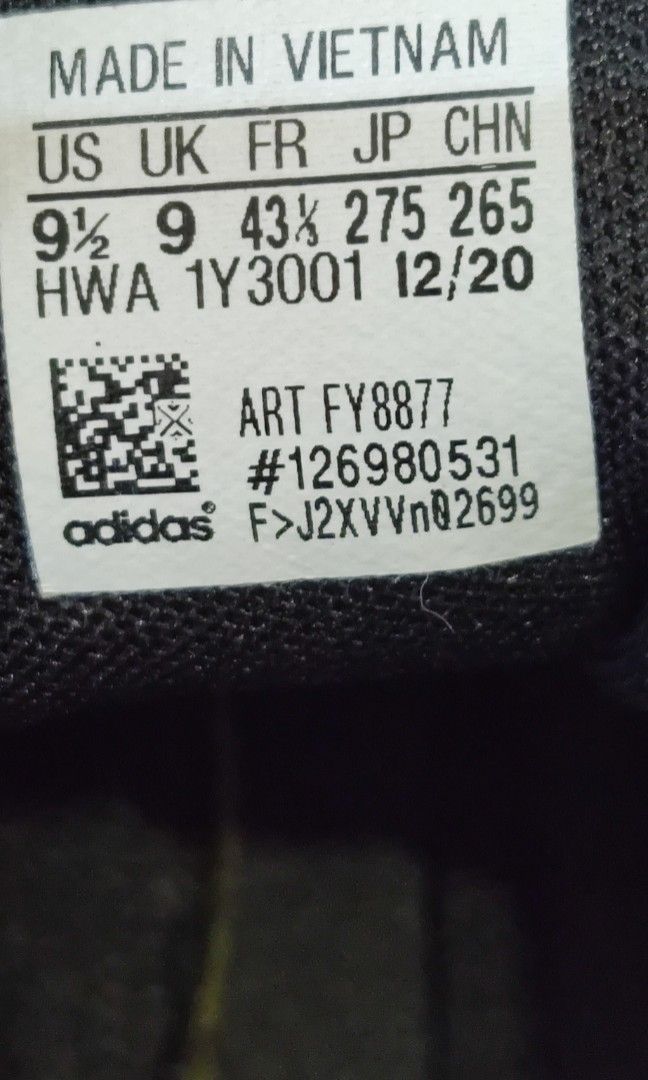 MADE IN VIETNAM
US UK FR JP CHN
9½ 9 43⅓ 275 265
HWA 1Y3001 12/20
ART FY8877
#126980531
adidas® F>J2XVVnQ2699